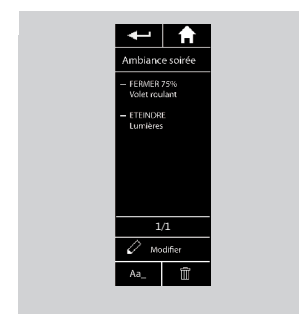 Ambiance soirée
– FERMER 75%
Volet roulant
– ETEINDRE
Lumières
1/1
Modifier
Aa_